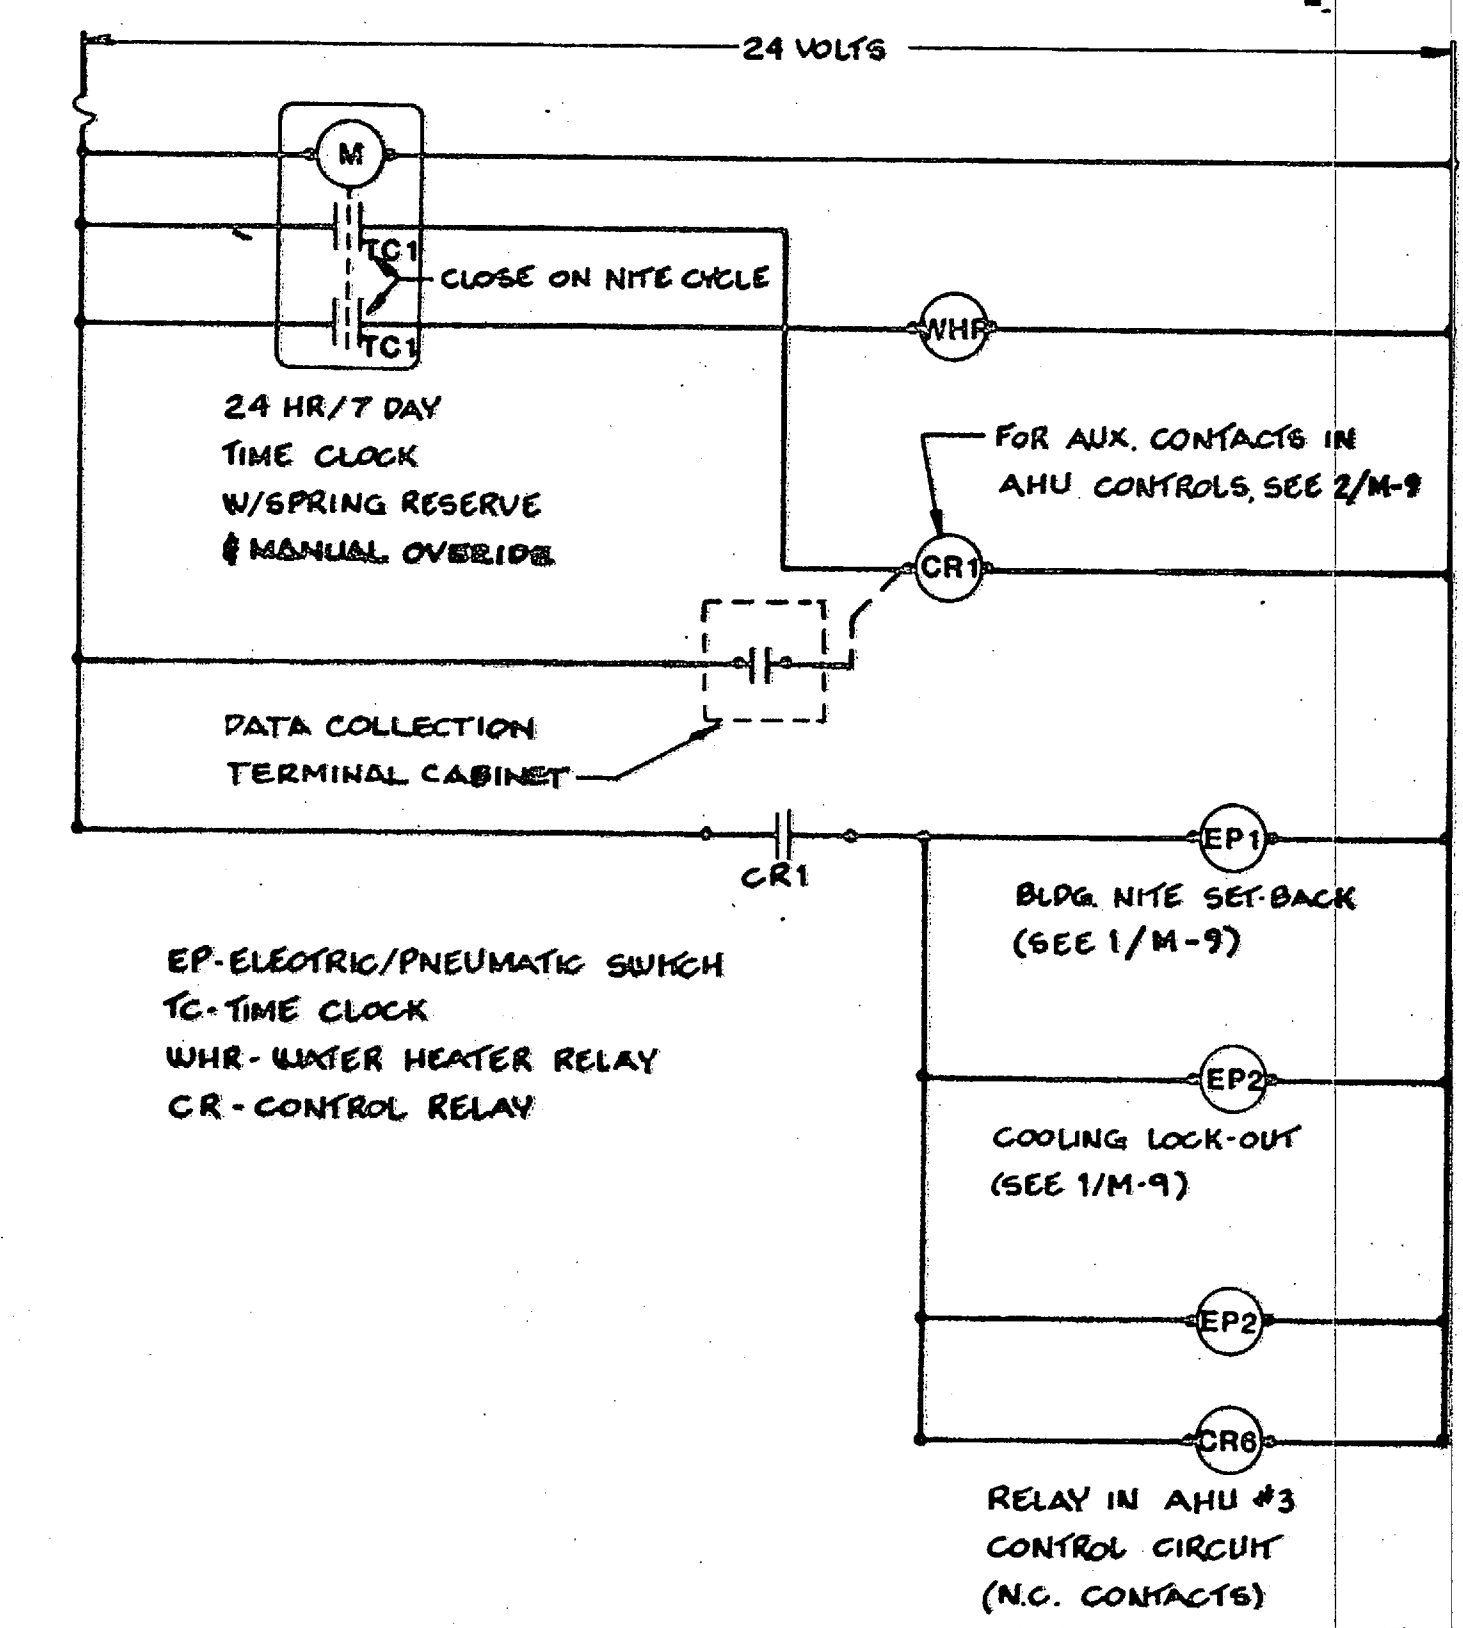 24 VOLTS
M
TC1
CLOSE ON NITE CYCLE
TC1
WHR
24 HR/7 DAY
TIME CLOCK
W/SPRING RESERVE
& MANUAL OVERIDE
FOR AUX. CONTACTS IN
AHU CONTROLS, SEE 2/M-9
CR1
DATA COLLECTION
TERMINAL CABINET
CR1
EP1
BLDG. NITE SET-BACK
(SEE 1/M-9)
EP-ELECTRIC/PNEUMATIC SWITCH
TC-TIME CLOCK
WHR-WATER HEATER RELAY
CR-CONTROL RELAY
EP2
COOLING LOCK-OUT
(SEE 1/M-9)
EP2
CR6
RELAY IN AHU #3
CONTROL CIRCUIT
(N.C. CONTACTS)